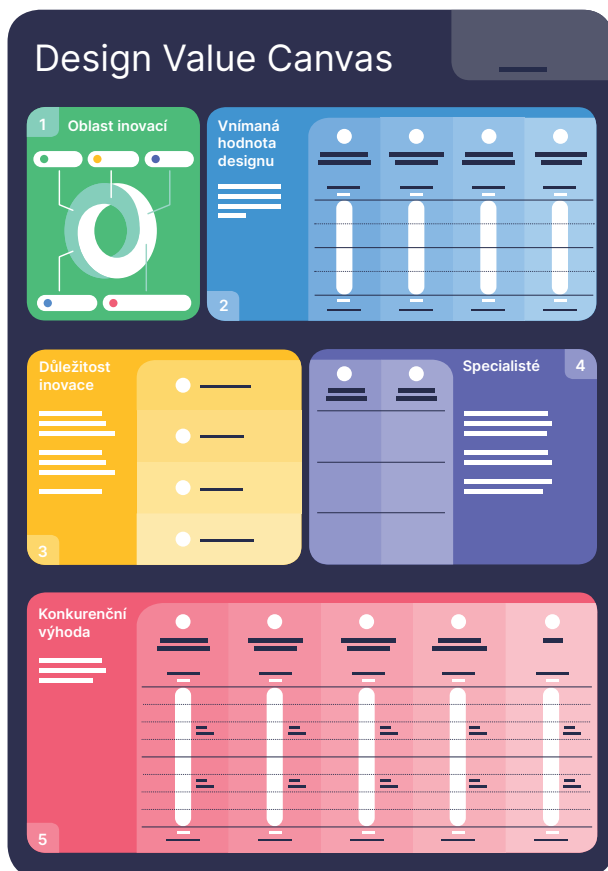 Design Value Canvas
1
Oblast inovací
Vnímaná
hodnota
designu
2
Důležitost
inovace
3
Specialisté
4
Konkurenční
výhoda
5